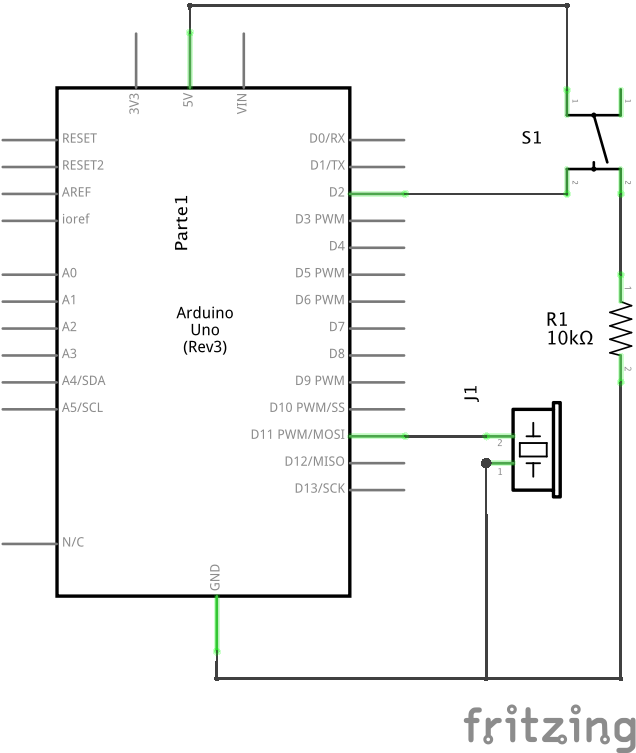 3V3
5V
VIN
RESET
RESET2
AREF
ioref
A0
A1
A2
A3
A4/SDA
A5/SCL
N/C
Parte1
Arduino
Uno
(Rev3)
D0/RX
D1/TX
D2
D3 PWM
D4
D5 PWM
D6 PWM
D7
D8
D9 PWM
D10 PWM/SS
D11 PWM/MOSI
D12/MISO
D13/SCK
GND
1
1
S1
2
2
1
R1
10kΩ
2
J1
2
1
fritzing